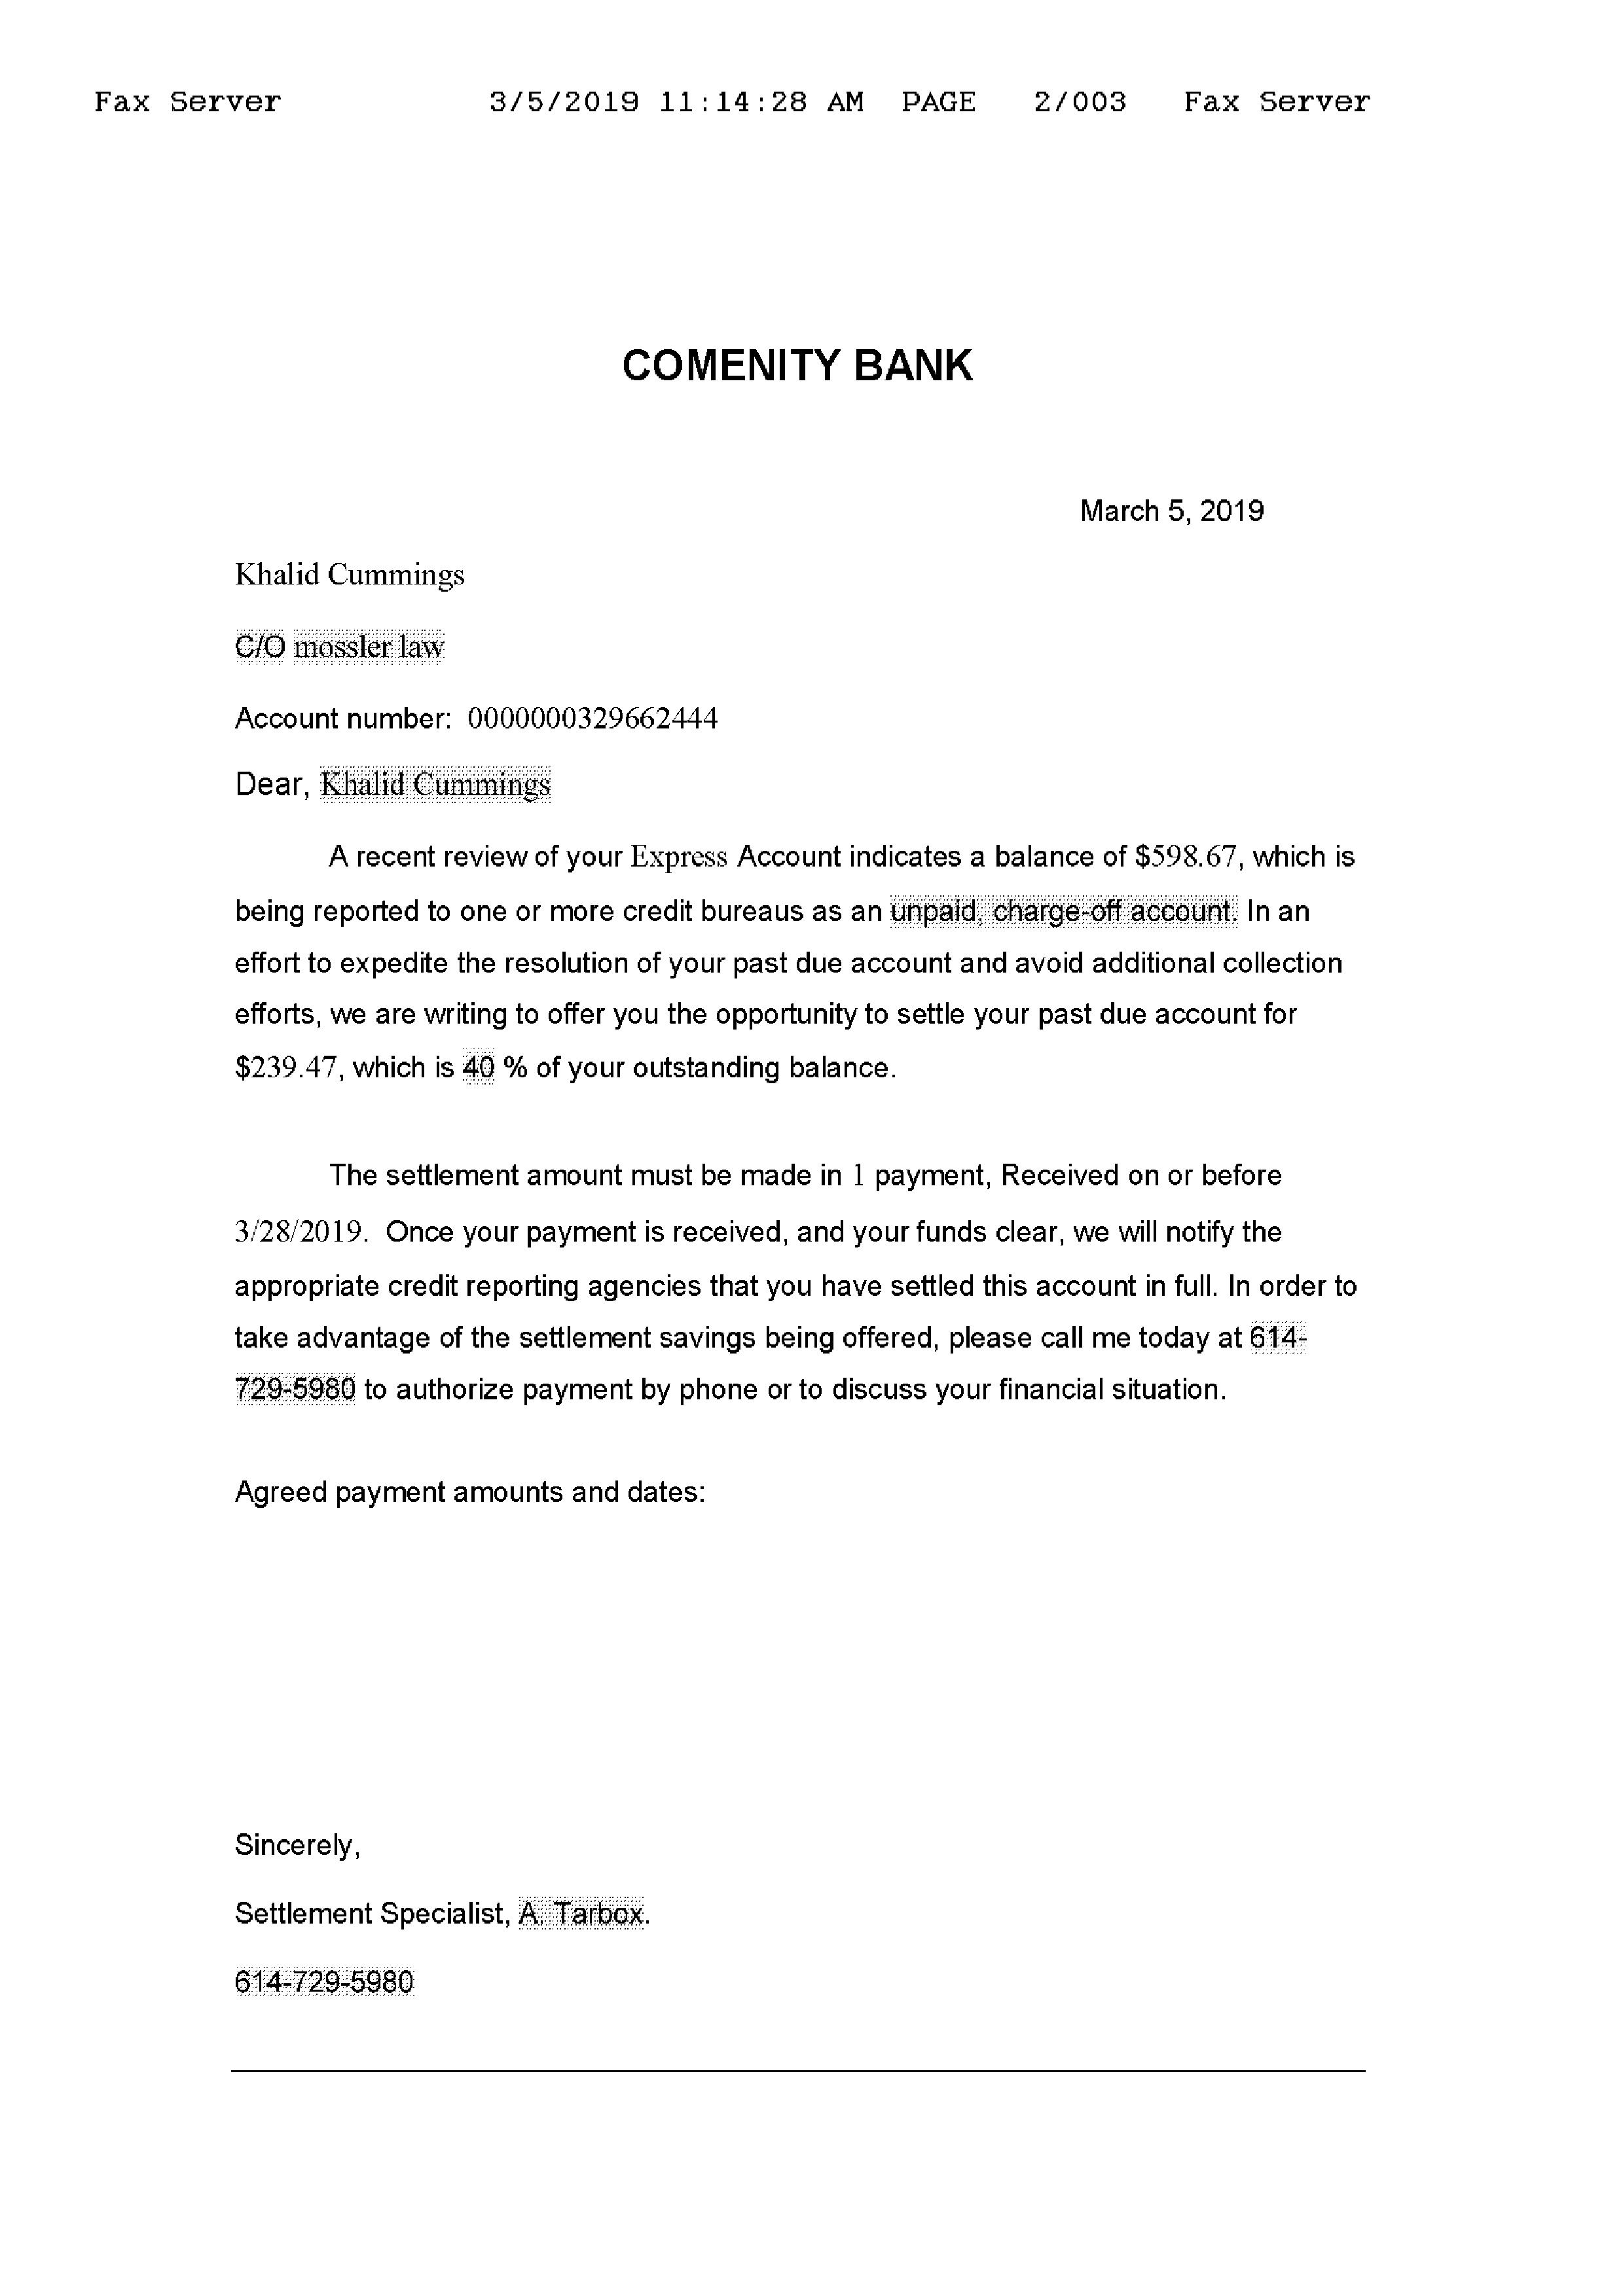 Fax Server 3/5/2019 11:14:28 AM PAGE 2/003 Fax Server
COMENITY BANK
March 5, 2019
Khalid Cummings
C/O mossler law
Account number: 0000000329662444
Dear, Khalid Cummings
A recent review of your Express Account indicates a balance of $598.67, which is
being reported to one or more credit bureaus as an unpaid, charge-off account. In an
effort to expedite the resolution of your past due account and avoid additional collection
efforts, we are writing to offer you the opportunity to settle your past due account for
$239.47, which is 40 % of your outstanding balance.
The settlement amount must be made in 1 payment, Received on or before
3/28/2019. Once your payment is received, and your funds clear, we will notify the
appropriate credit reporting agencies that you have settled this account in full. In order to
take advantage of the settlement savings being offered, please call me today at 614-
729-5980 to authorize payment by phone or to discuss your financial situation.
Agreed payment amounts and dates:
Sincerely,
Settlement Specialist, A. Tarbox.
614-729-5980